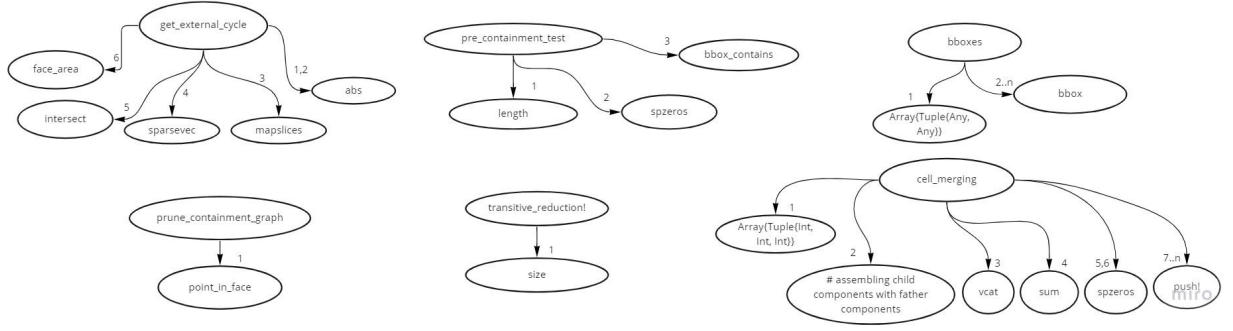 get_external_cycle
6
face_area
5
intersect
4
sparsevec
3
mapslices
1,2
abs
pre_containment_test
3
bbox_contains
1
length
2
spzeros
bboxes
1
Array{Tuple{Any,
Any}}
2..n
bbox
prune_containment_graph
1
point_in_face
transitive_reduction!
1
size
cell_merging
1
Array{Tuple{Int,
Int, Int}}
2
# assembling child
components with father
components
3
vcat
4
sum
5,6
spzeros
7..n
push!
miro